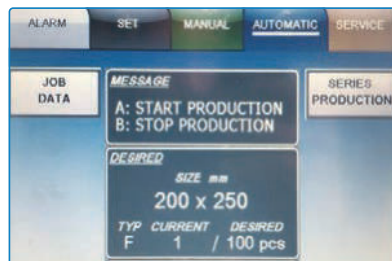 ALARM SET MANUAL AUTOMATIC SERVICE
JOB
DATA
MESSAGE
A: START PRODUCTION
B: STOP PRODUCTION
SERIES
PRODUCTION
DESIRED
SIZE mm
200 x 250
TYP CURRENT DESIRED
F 1 / 100 pcs